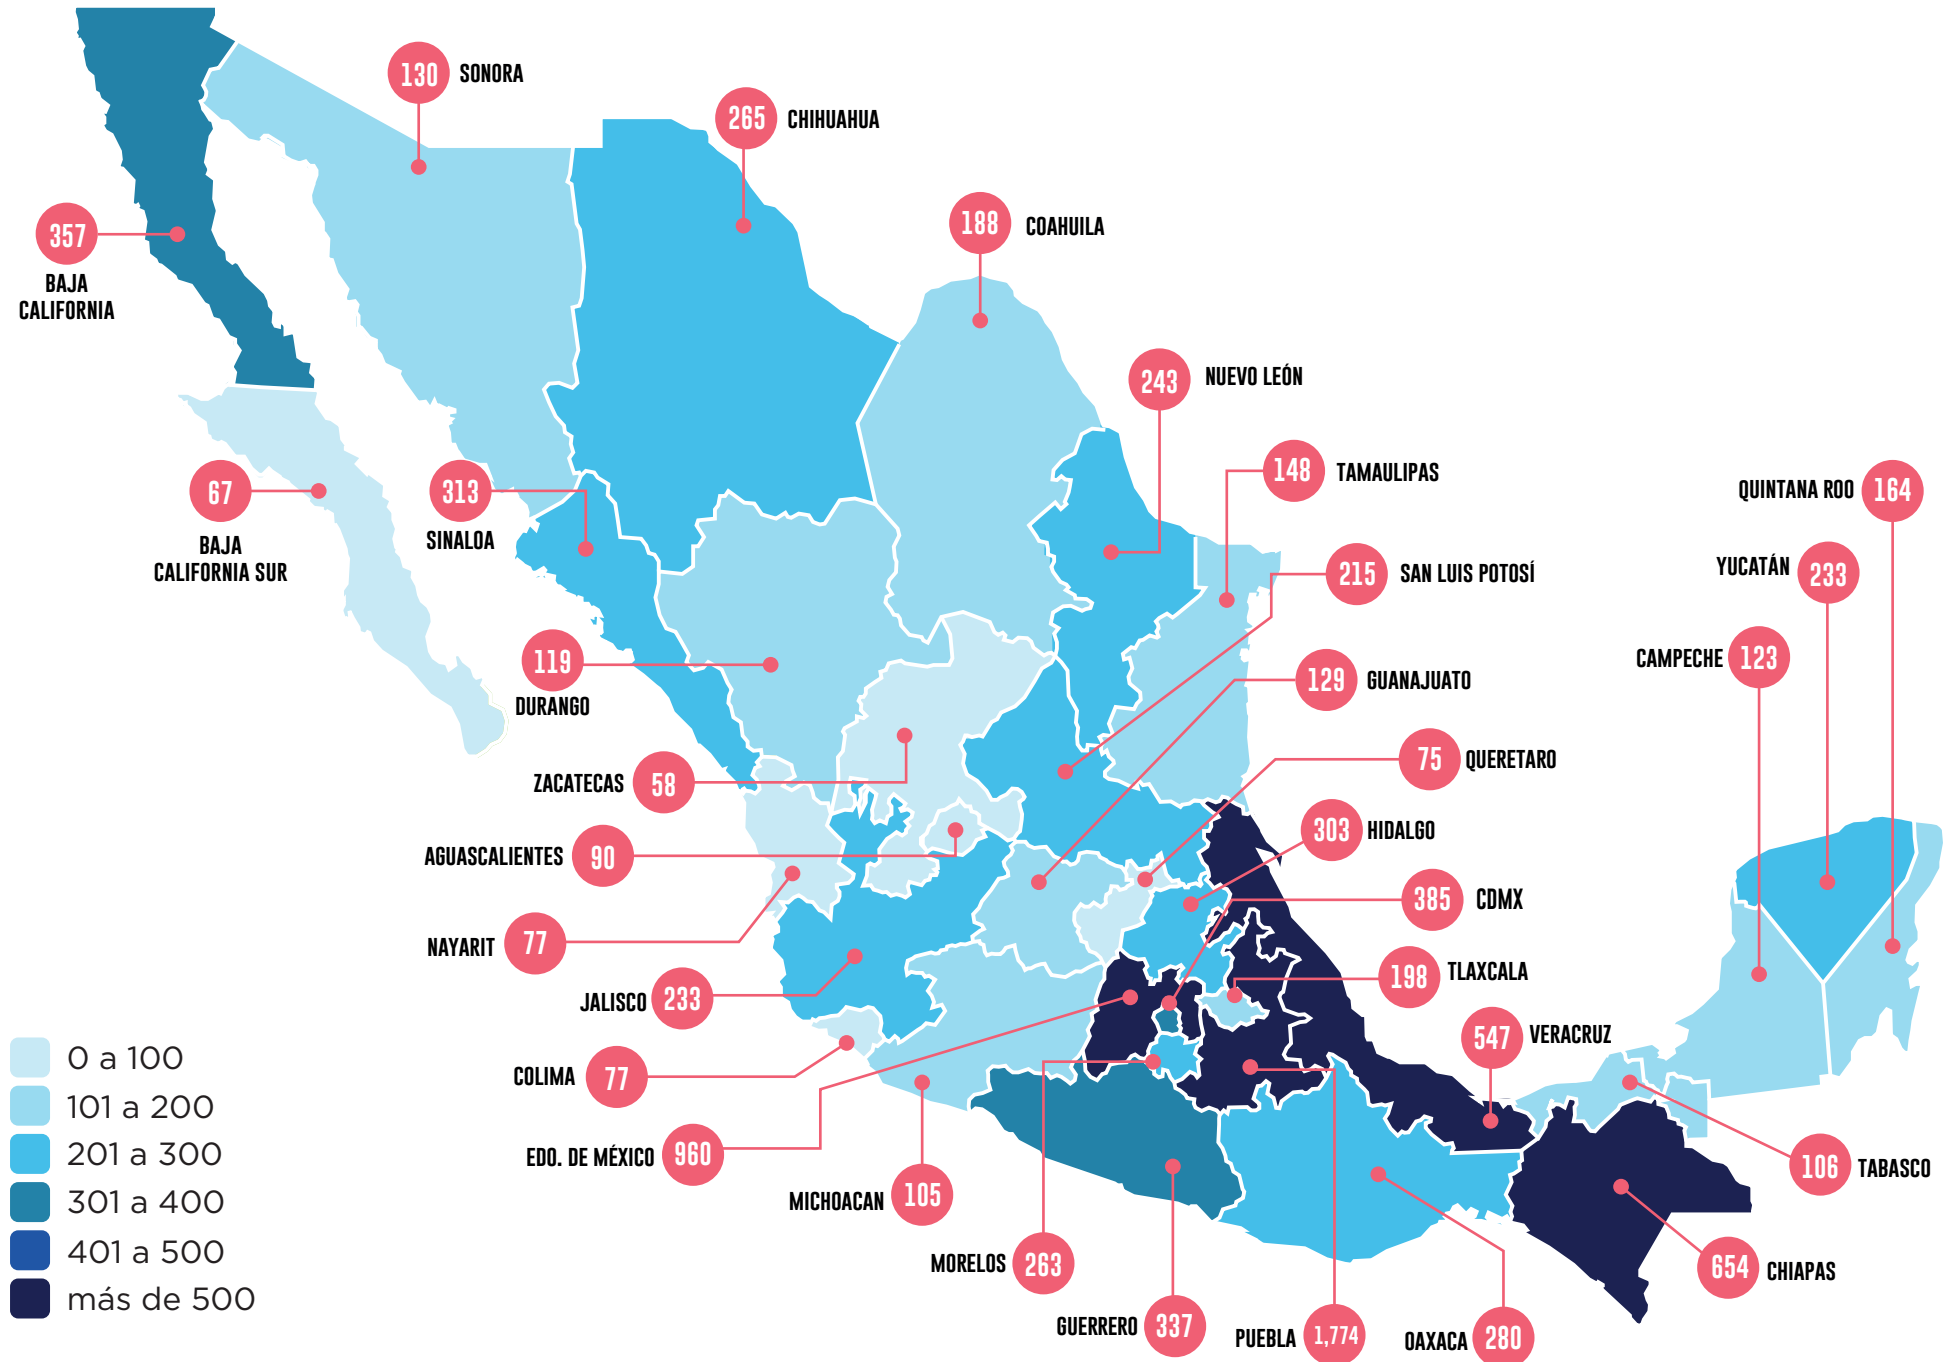 130 SONORA
265 CHIHUAHUA
188 COAHUILA
357
BAJA
CALIFORNIA
243 NUEVO LEÓN
148 TAMAULIPAS
67
BAJA
CALIFORNIA SUR
313
SINALOA
QUINTANA ROO 164
YUCATÁN 233
215 SAN LUIS POTOSÍ
CAMPECHE 123
119
DURANGO
129 GUANAJUATO
75 QUERETARO
ZACATECAS 58
303 HIDALGO
AGUASCALIENTES 90
385 CDMX
NAYARIT 77
198 TLAXCALA
JALISCO 233
547 VERACRUZ
COLIMA 77
EDO. DE MÉXICO 960
106 TABASCO
MICHOACAN 105
MORELOS 263
654 CHIAPAS
GUERRERO 337
PUEBLA 1,774
OAXACA 280
0 a 100
101 a 200
201 a 300
301 a 400
401 a 500
más de 500